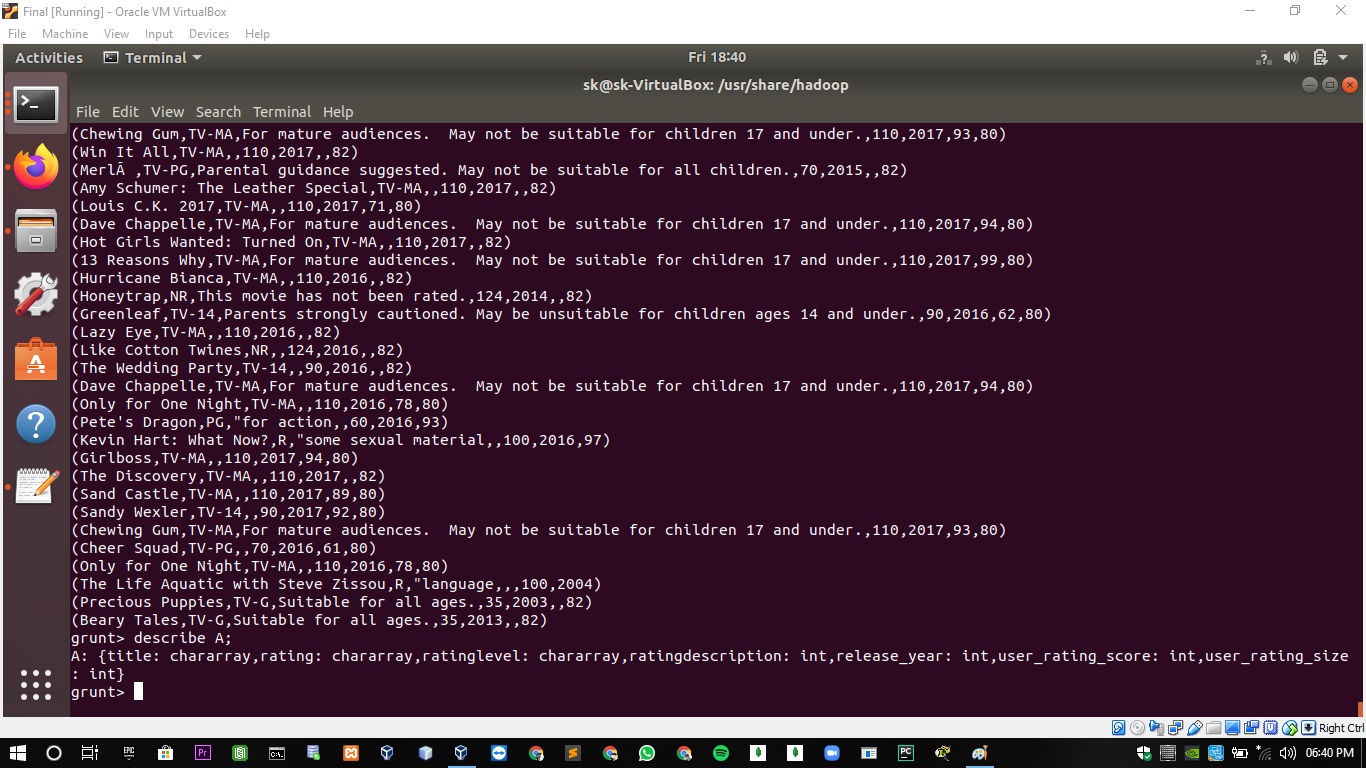 Final [Running] - Oracle VM VirtualBox
File Machine View Input Devices Help
Activities Terminal Fri 18:40
sk@sk-VirtualBox: /usr/share/hadoop
File Edit View Search Terminal Help
(Chewing Gum,TV-MA,For mature audiences.  May not be suitable for children 17 and under.,110,2017,93,80)
(Win It All,TV-MA,,110,2017,,82)
(MerlÃ ,TV-PG,Parental guidance suggested. May not be suitable for all children.,70,2015,,82)
(Amy Schumer: The Leather Special,TV-MA,,110,2017,,82)
(Louis C.K. 2017,TV-MA,,110,2017,71,80)
(Dave Chappelle,TV-MA,For mature audiences.  May not be suitable for children 17 and under.,110,2017,94,80)
(Hot Girls Wanted: Turned On,TV-MA,,110,2017,,82)
(13 Reasons Why,TV-MA,For mature audiences.  May not be suitable for children 17 and under.,110,2017,99,80)
(Hurricane Bianca,TV-MA,,110,2016,,82)
(Honeytrap,NR,This movie has not been rated.,124,2014,,82)
(Greenleaf,TV-14,Parents strongly cautioned. May be unsuitable for children ages 14 and under.,90,2016,62,80)
(Lazy Eye,TV-MA,,110,2016,,82)
(Like Cotton Twines,NR,,124,2016,,82)
(The Wedding Party,TV-14,,90,2016,,82)
(Dave Chappelle,TV-MA,For mature audiences.  May not be suitable for children 17 and under.,110,2017,94,80)
(Only for One Night,TV-MA,,110,2016,78,80)
(Pete's Dragon,PG,"for action,,60,2016,93)
(Kevin Hart: What Now?,R,"some sexual material,,100,2016,97)
(Girlboss,TV-MA,,110,2017,94,80)
(The Discovery,TV-MA,,110,2017,,82)
(Sand Castle,TV-MA,,110,2017,89,80)
(Sandy Wexler,TV-14,,90,2017,92,80)
(Chewing Gum,TV-MA,For mature audiences.  May not be suitable for children 17 and under.,110,2017,93,80)
(Cheer Squad,TV-PG,,70,2016,61,80)
(Only for One Night,TV-MA,,110,2016,78,80)
(The Life Aquatic with Steve Zissou,R,"language,,,100,2004)
(Precious Puppies,TV-G,Suitable for all ages.,35,2003,,82)
(Beary Tales,TV-G,Suitable for all ages.,35,2013,,82)
grunt> describe A;
A: {title: chararray,rating: chararray,ratinglevel: chararray,ratingdescription: int,release_year: int,user_rating_score: int,user_rating_size
: int}
grunt>
Right Ctrl
06:40 PM